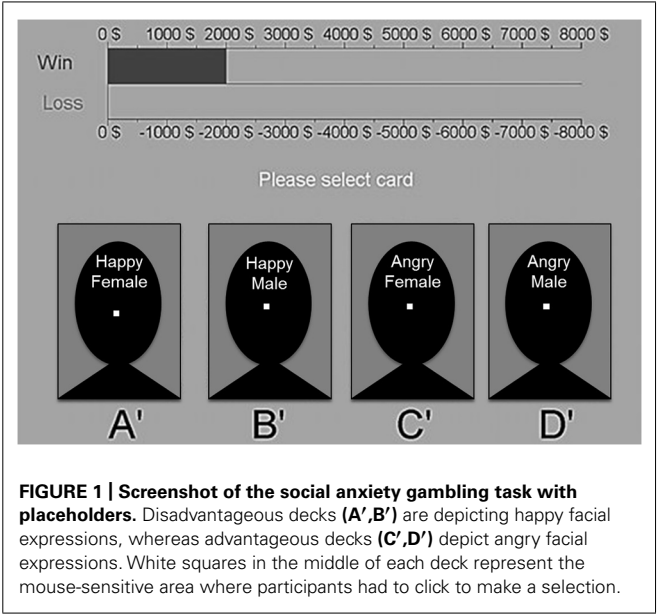 0 $ 1000 $ 2000 $ 3000 $ 4000 $ 5000 $ 6000 $ 7000 $ 8000 $
Win
Loss
0 $ -1000 $ -2000 $ -3000 $ -4000 $ -5000 $ -6000 $ -7000 $ -8000 $
Please select card
Happy Female
Happy Male
Angry Female
Angry Male
A' B' C' D'
FIGURE 1 | Screenshot of the social anxiety gambling task with
placeholders. Disadvantageous decks (A′,B′) are depicting happy facial
expressions, whereas advantageous decks (C′,D′) depict angry facial
expressions. White squares in the middle of each deck represent the
mouse-sensitive area where participants had to click to make a selection.